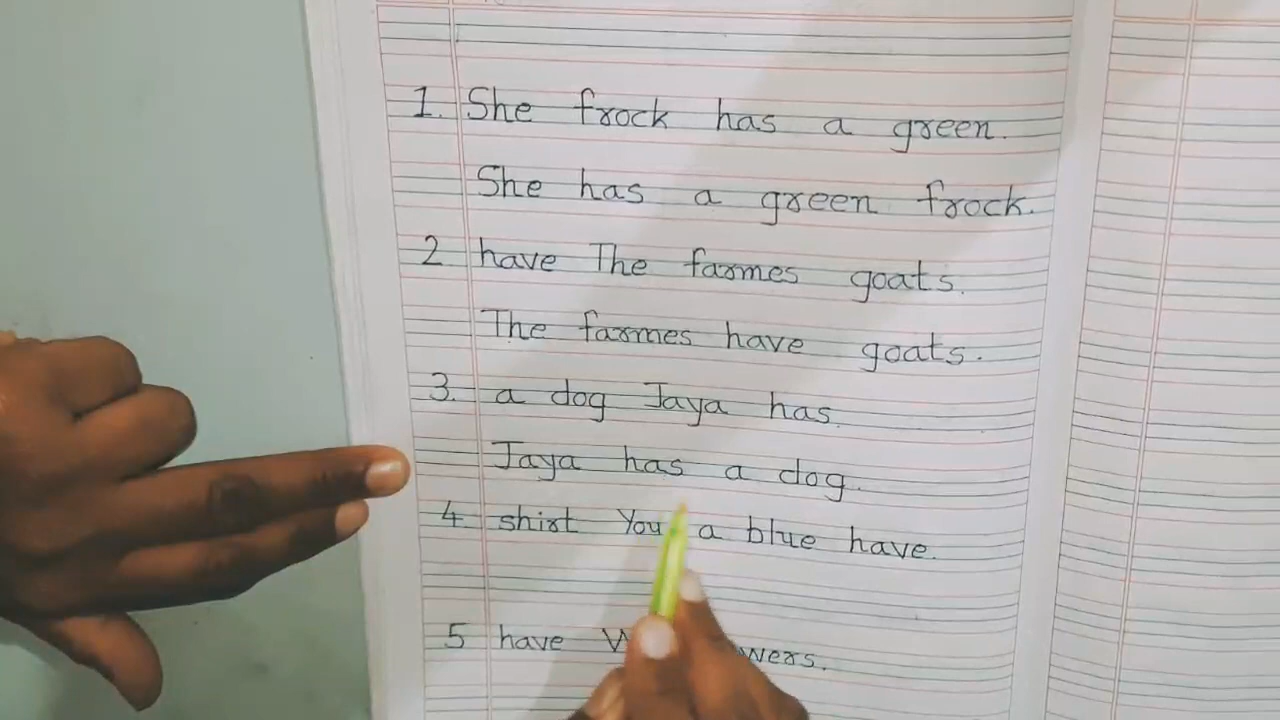 1. She frock has a green.
She has a green frock.
2 have The farmes goats.
The farmes have goats.
3. a dog Jaya has.
Jaya has a dog.
4 shirt You a blue have.
5 have